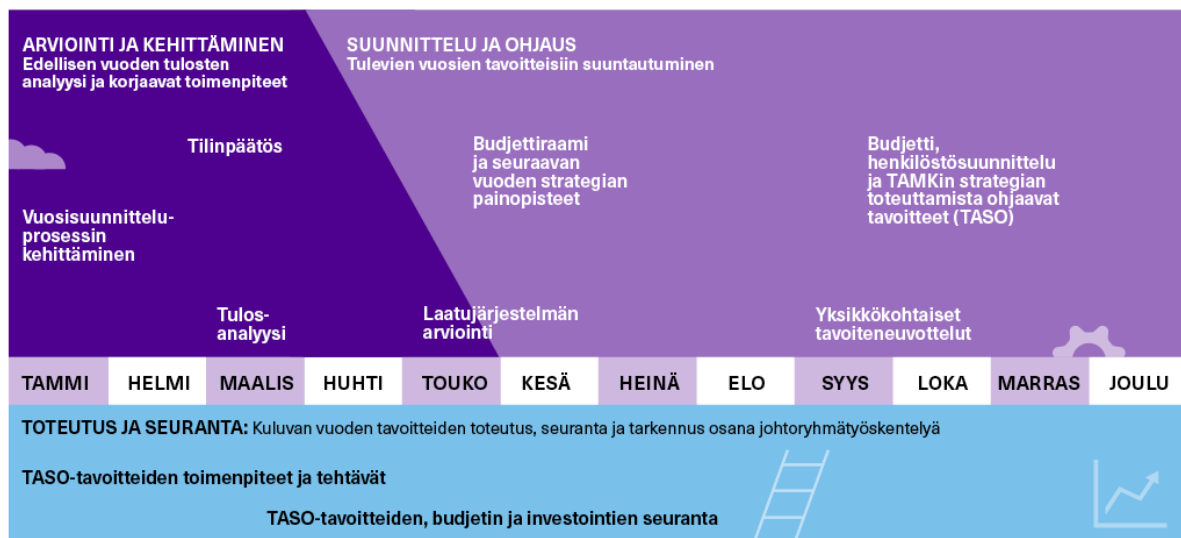 ARVIOINTI JA KEHITTÄMINEN
Edellisen vuoden tulosten
analyysi ja korjaavat toimenpiteet
SUUNNITTELU JA OHJAUS
Tulevien vuosien tavoitteisiin suuntautuminen
Tilinpäätös
Budjettiraami
ja seuraavan
vuoden strategian
painopisteet
Budjetti,
henkilöstösuunnittelu
ja TAMKin strategian
toteuttamista ohjaavat
tavoitteet (TASO)
Vuosisuunnittelu-
prosessin
kehittäminen
Tulos-
analyysi
Laatujärjestelmän
arviointi
Yksikkökohtaiset
tavoiteneuvottelut
TAMMI HELMI MAALIS HUHTI TOUKO KESÄ HEINÄ ELO SYYS LOKA MARRAS JOULU
TOTEUTUS JA SEURANTA: Kuluvan vuoden tavoitteiden toteutus, seuranta ja tarkennus osana johtoryhmätyöskentelyä
TASO-tavoitteiden toimenpiteet ja tehtävät
TASO-tavoitteiden, budjetin ja investointien seuranta